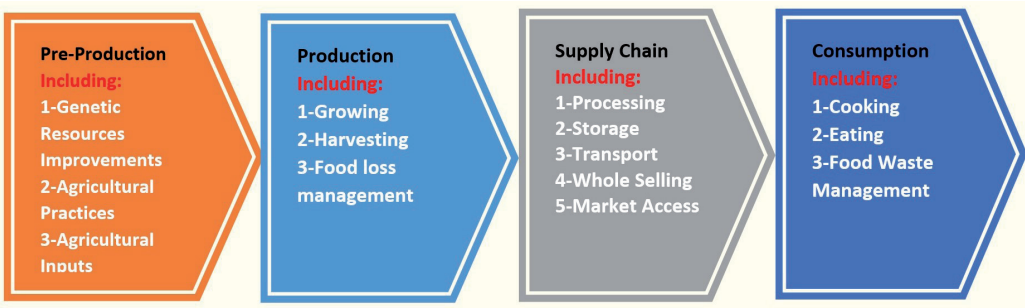 Pre-Production
Including:
1-Genetic
Resources
Improvements
2-Agricultural
Practices
3-Agricultural
Inputs
Production
Including:
1-Growing
2-Harvesting
3-Food loss
management
Supply Chain
Including:
1-Processing
2-Storage
3-Transport
4-Whole Selling
5-Market Access
Consumption
Including:
1-Cooking
2-Eating
3-Food Waste
Management